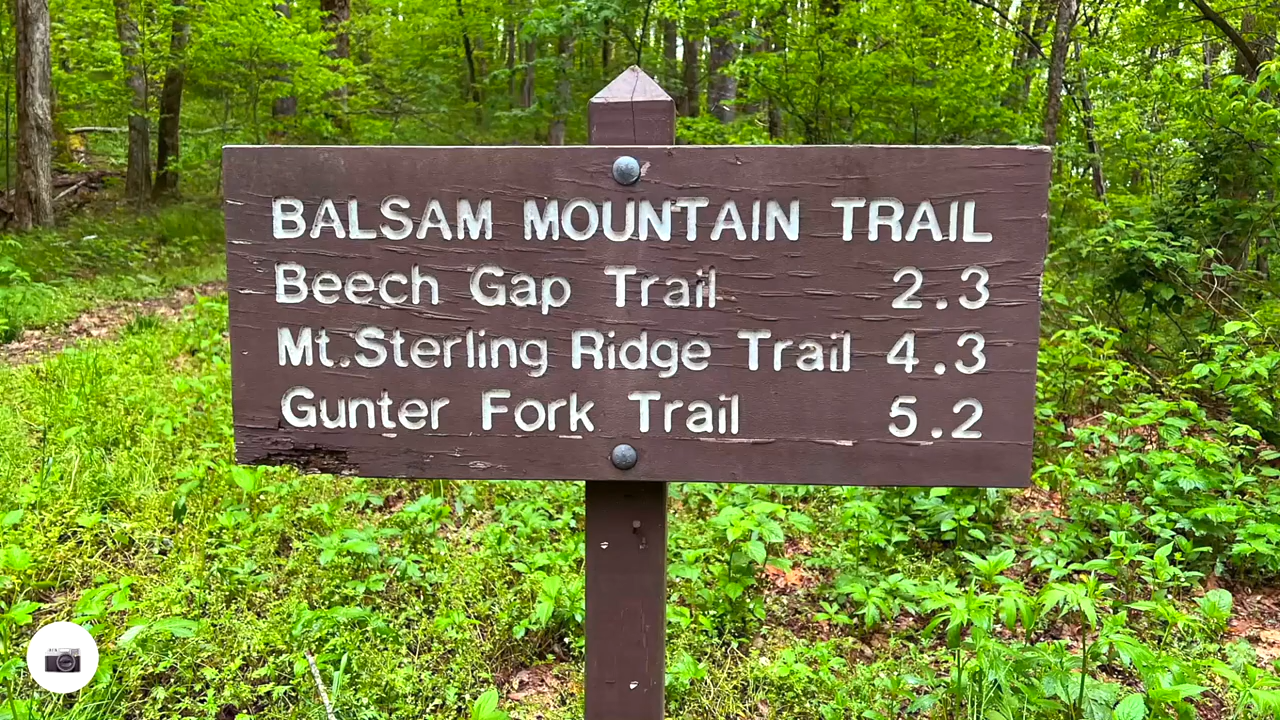 BALSAM MOUNTAIN TRAIL
Beech Gap Trail 2.3
Mt.Sterling Ridge Trail 4.3
Gunter Fork Trail 5.2